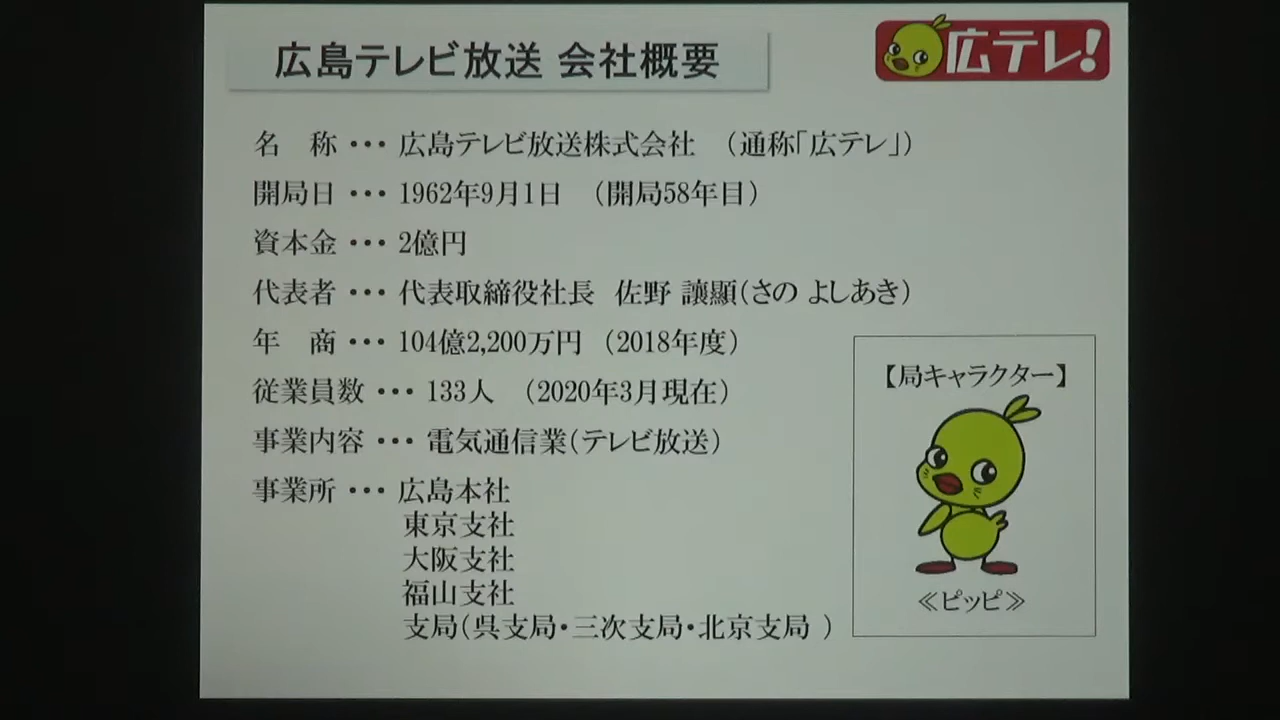 広島テレビ放送 会社概要
広テレ!
名　称 ・・・ 広島テレビ放送株式会社　（通称「広テレ」）
開局日 ・・・ 1962年9月1日　（開局58年目）
資本金 ・・・ 2億円
代表者 ・・・ 代表取締役社長　佐野 讓顯（さの よしあき）
年　商 ・・・ 104億2,200万円　（2018年度）
従業員数 ・・・ 133人　（2020年3月現在）
事業内容 ・・・ 電気通信業（テレビ放送）
事業所 ・・・ 広島本社
東京支社
大阪支社
福山支社
支局（呉支局・三次支局・北京支局 ）
【局キャラクター】
≪ピッピ≫